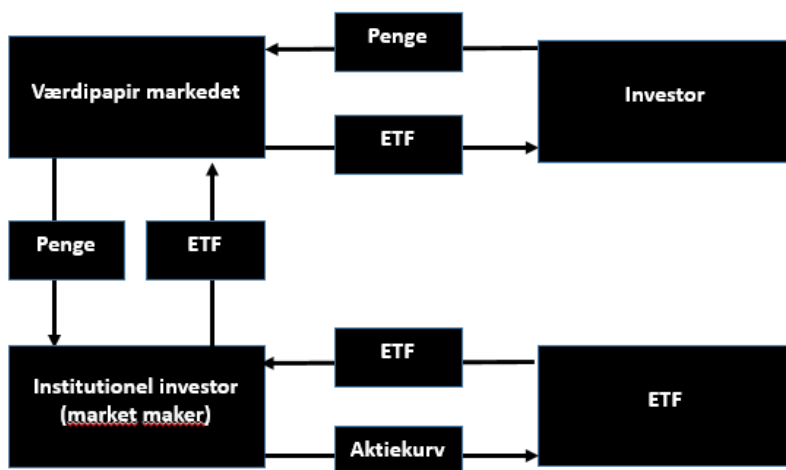 Penge
Værdipapir markedet
Investor
ETF
Penge
ETF
ETF
Institutionel investor
(market maker)
ETF
Aktiekurv